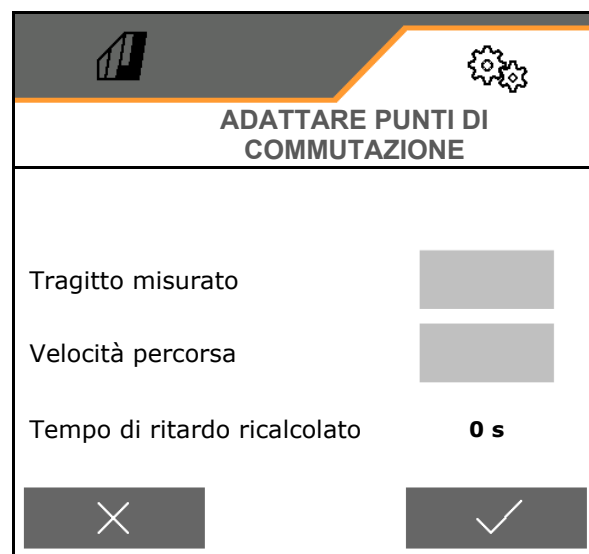 ADATTARE PUNTI DI
COMMUTAZIONE
Tragitto misurato
Velocità percorsa
Tempo di ritardo ricalcolato 0 s